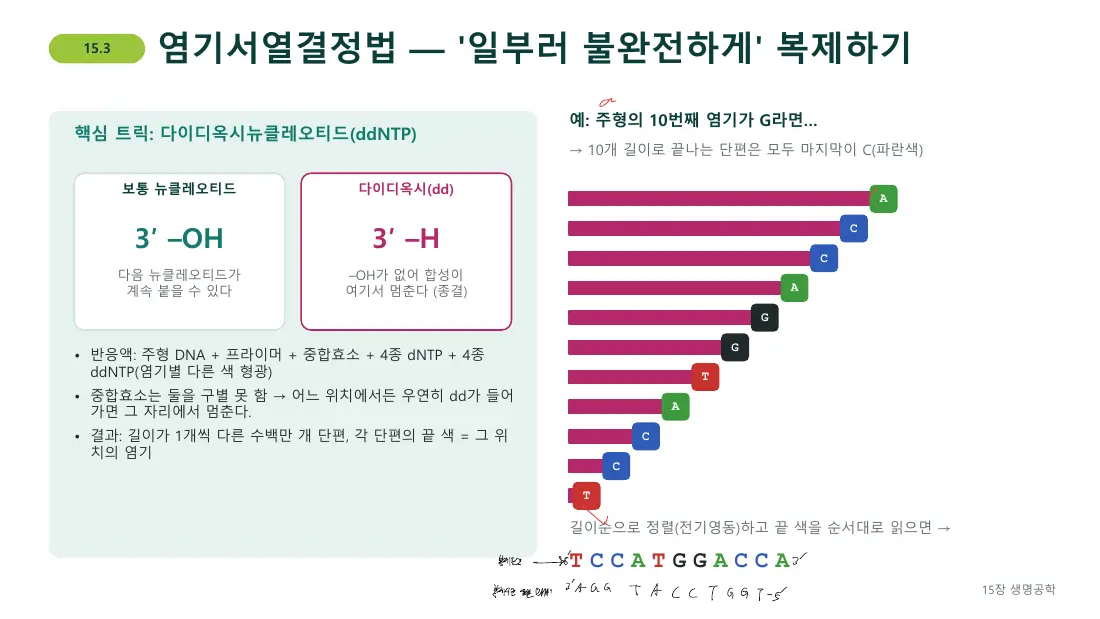 15.3
염기서열결정법 — '일부러 불완전하게' 복제하기
핵심 트릭: 다이디옥시뉴클레오티드(ddNTP)
보통 뉴클레오티드
3′ –OH
다음 뉴클레오티드가
계속 붙을 수 있다
다이디옥시(dd)
3′ –H
–OH가 없어 합성이
여기서 멈춘다 (종결)
• 반응액: 주형 DNA + 프라이머 + 중합효소 + 4종 dNTP + 4종
ddNTP(염기별 다른 색 형광)
• 중합효소는 둘을 구별 못 함 → 어느 위치에서든 우연히 dd가 들어
가면 그 자리에서 멈춘다.
• 결과: 길이가 1개씩 다른 수백만 개 단편, 각 단편의 끝 색 = 그 위
치의 염기
예: 주형의 10번째 염기가 G라면…
→ 10개 길이로 끝나는 단편은 모두 마지막이 C(파란색)
A
C
C
A
G
G
T
A
C
C
T
길이순으로 정렬(전기영동)하고 끝 색을 순서대로 읽으면 →
5' T C C A T G G A C C A 3'
3' A G G T A C C T G G T - 5'
15장 생명공학